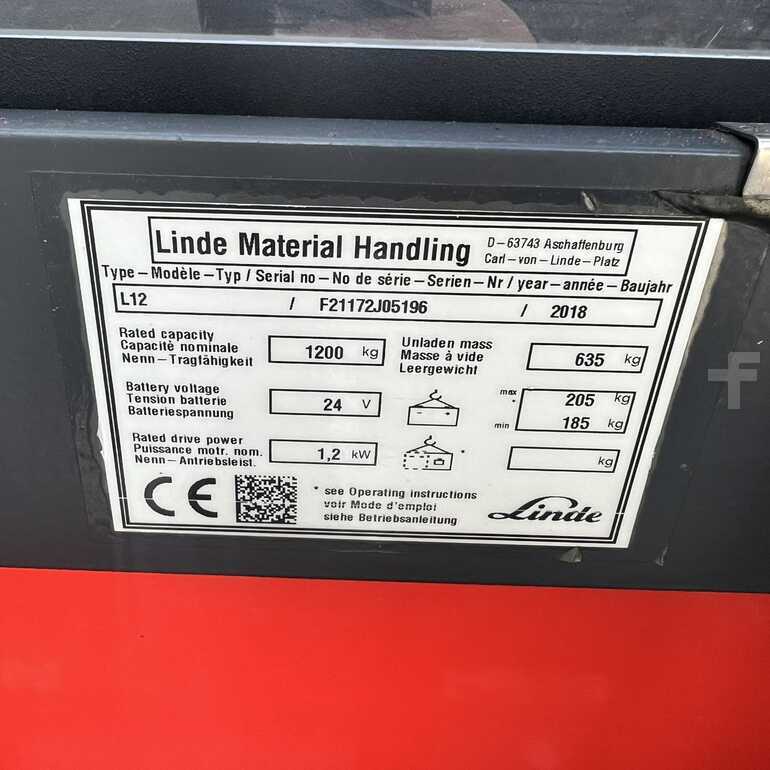 Linde Material Handling
D-63743 Aschaffenburg
Carl-von-Linde-Platz
Type-Modèle-Typ / Serial no-No de série-Serien-Nr / year-année-Baujahr
L12 / F21172J05196 / 2018
Rated capacity
Capacité nominale
Nenn-Tragfähigkeit
1200 kg
Unladen mass
Masse à vide
Leergewicht
635 kg
Battery voltage
Tension batterie
Batteriespannung
24 V
max 205 kg
*
min 185 kg
Rated drive power
Puissance motr. nom.
Nenn-Antriebsleist.
1,2 kW
kg
CE
* see Operating instructions
voir Mode d'emploi
siehe Betriebsanleitung
Linde
f